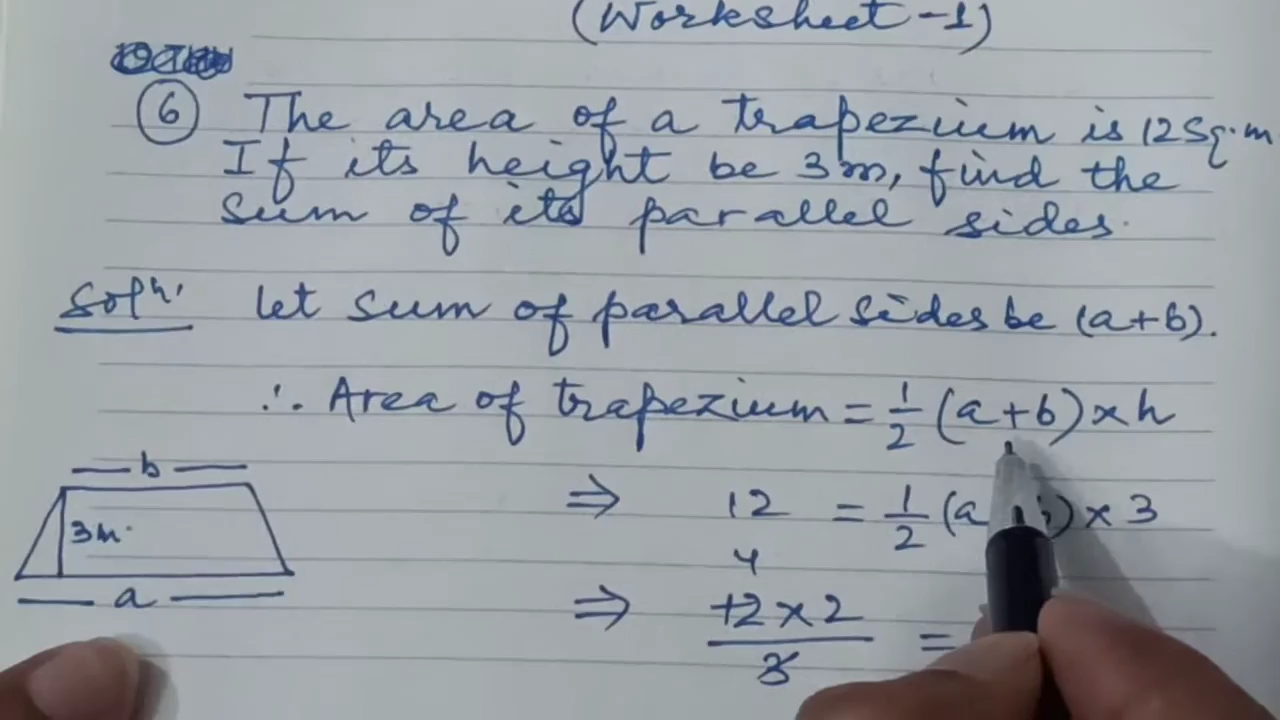 (Worksheet-1)
⑥ The area of a trapezium is 12 Sq.m
If its height be 3m, find the
Sum of its parallel sides.
Solⁿ. Let Sum of parallel sides be (a+b).
∴ Area of trapezium = 1/2 (a+b) × h
b
⇒ 12 = 1/2 (a b) × 3
3m.
4
a
⇒ 12 × 2 / 3 =